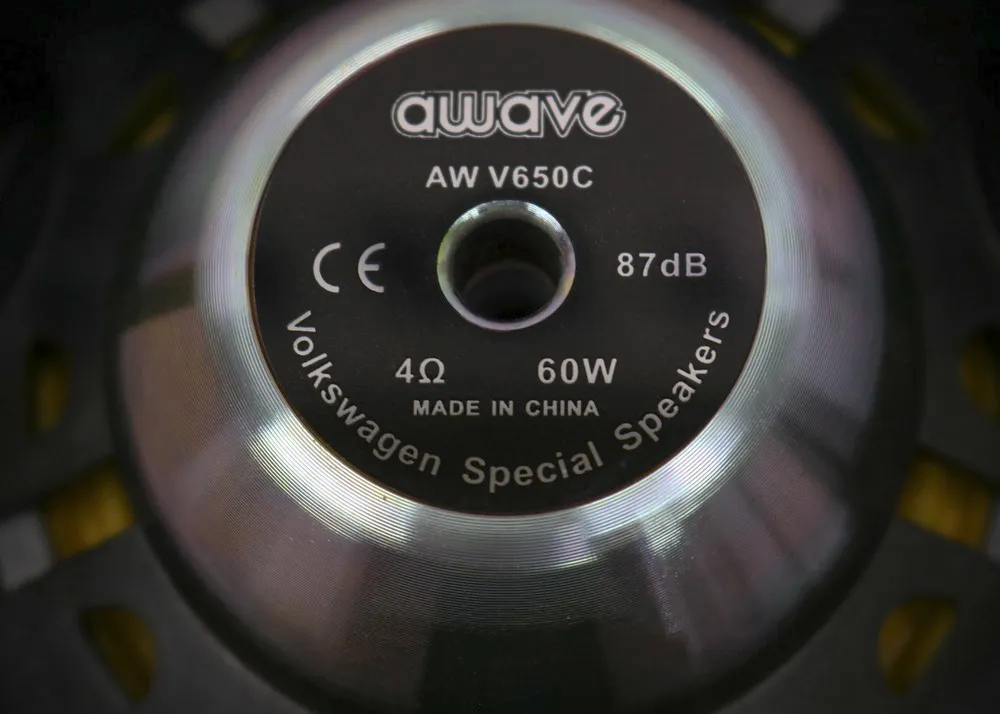 awave
AW V650C
CE
87dB
4Ω
60W
MADE IN CHINA
Volkswagen Special Speakers